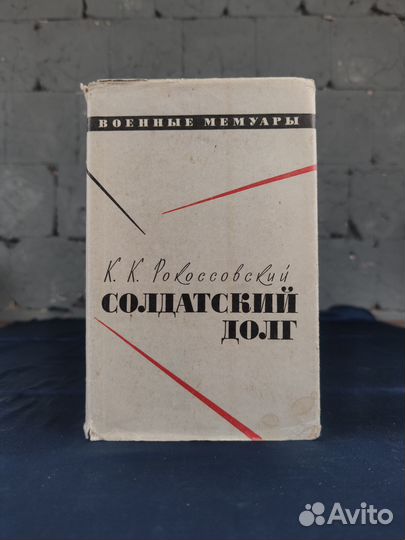 ВОЕННЫЕ МЕМУАРЫ
К. К. Рокоссовский
СОЛДАТСКИЙ
ДОЛГ
Avito